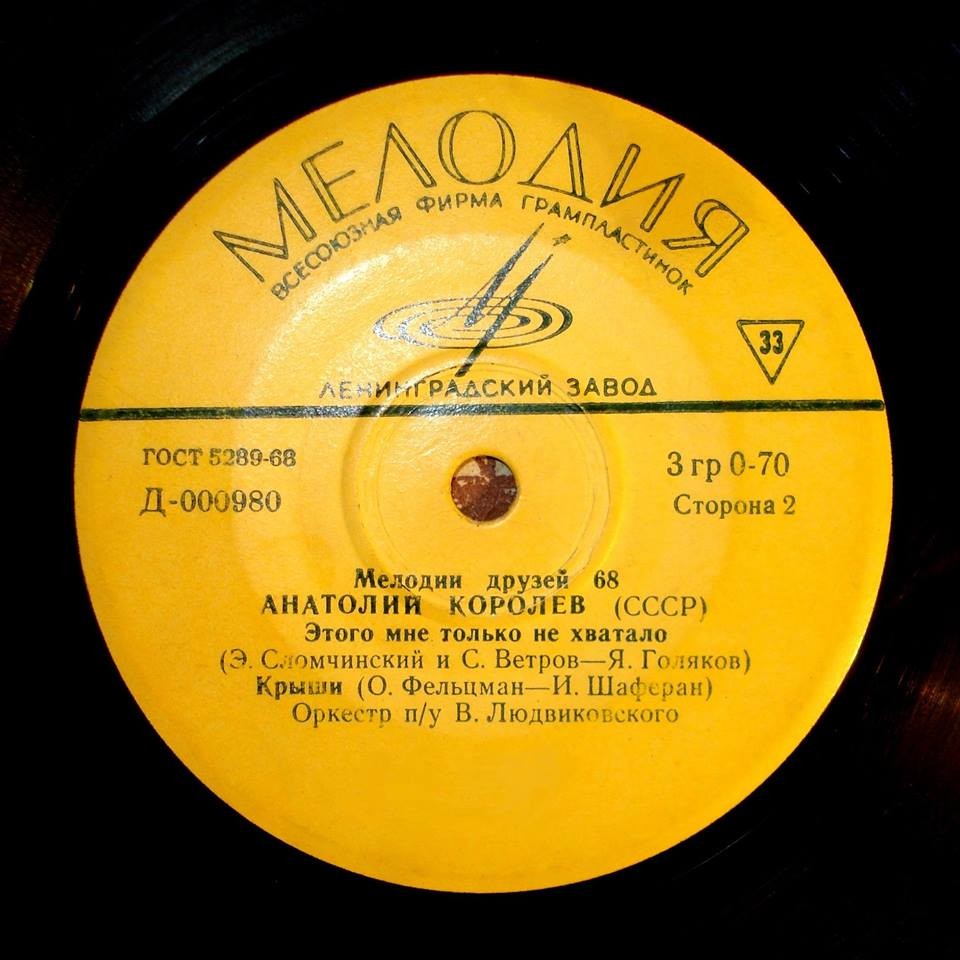 МЕЛОДИЯ
ВСЕСОЮЗНАЯ ФИРМА ГРАМПЛАСТИНОК
33
ЛЕНИНГРАДСКИЙ ЗАВОД
ГОСТ 5289-68
3 гр 0-70
Д-000980
Сторона 2
Мелодии друзей 68
АНАТОЛИЙ КОРОЛЕВ (СССР)
Этого мне только не хватало
(Э. Сломчинский и С. Ветров—Я. Голяков)
Крыши (О. Фельцман—И. Шаферан)
Оркестр п/у В. Людвиковского